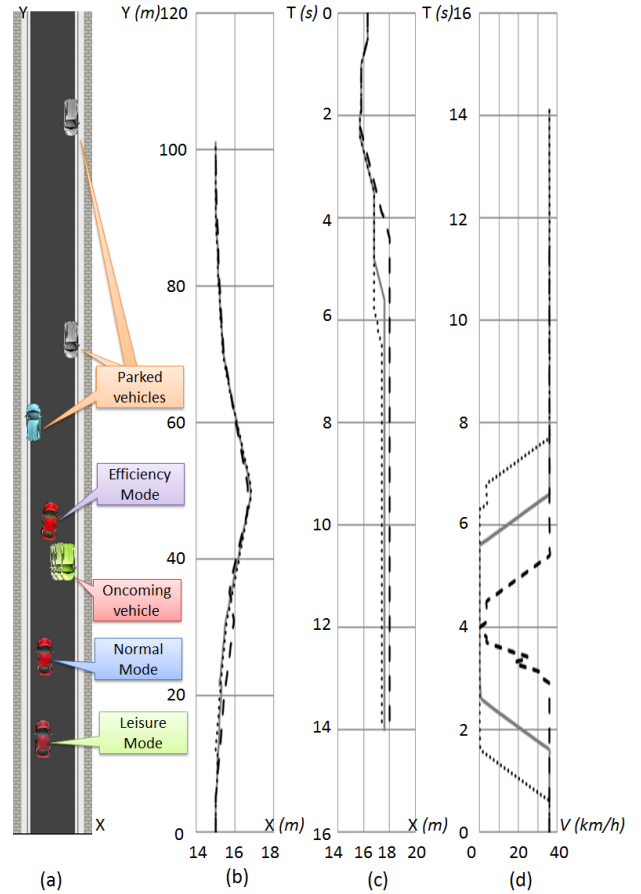 Y
Parked
vehicles
Efficiency
Mode
Oncoming
vehicle
Normal
Mode
Leisure
Mode
X
(a)
Y (m)
120
100
80
60
40
20
0
14 16 18
X (m)
(b)
T (s)
0
2
4
6
8
10
12
14
16
14 16 18 20
X (m)
(c)
T (s)
16
14
12
10
8
6
4
2
0
0 20 40
V (km/h)
(d)